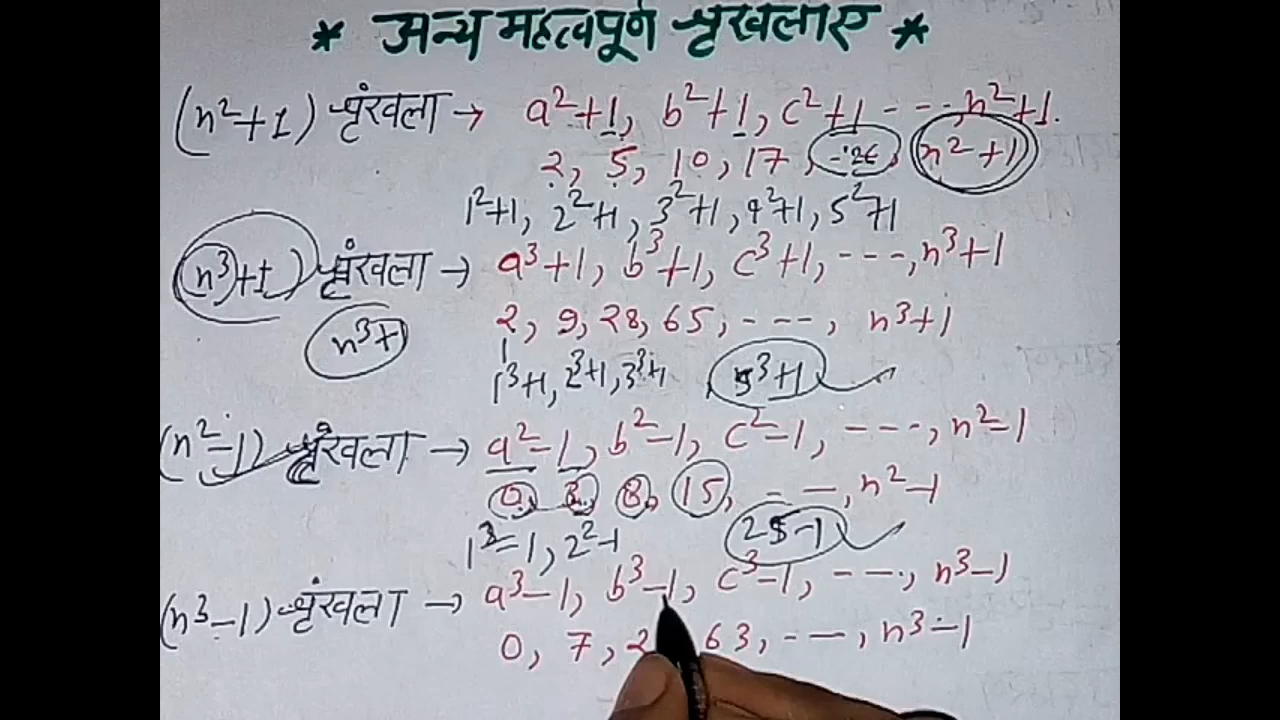 * अन्य महत्वपूर्ण श्रृंखलाए *
(n²+1) श्रृंखला → a²+1, b²+1, c²+1 ---- n²+1.
2, 5, 10, 17, 26, n²+1
1²+1, 2²+1, 3²+1, 4²+1, 5²+1
(n³+1) श्रृंखला → a³+1, b³+1, c³+1, ---, n³+1
n³+1
2, 9, 28, 65, ----, n³+1
1³+1, 2³+1, 3³+1, 5³+1
(n²-1) श्रृंखला → a²-1, b²-1, c²-1, ---, n²-1
0, 3, 8, 15, --, n²-1
1²=1, 2²-1 25-1
(n³-1) श्रृंखला → a³-1, b³-1, c³-1, ---, n³-1
0, 7, 2 63, ---, n³-1